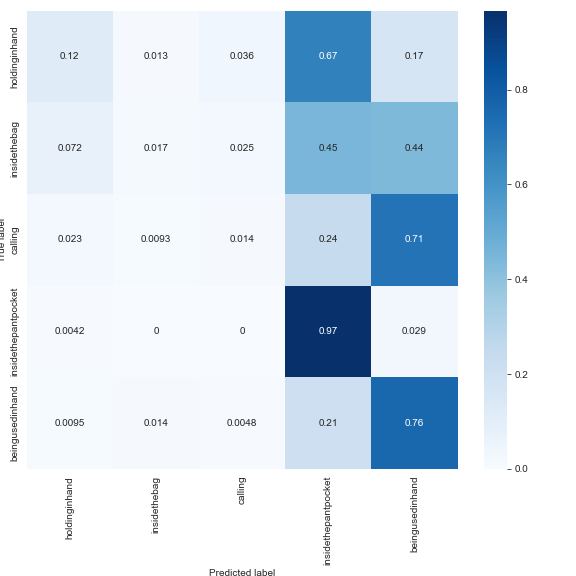 holdinginhand 0.12 0.013 0.036 0.67 0.17
insidethebag 0.072 0.017 0.025 0.45 0.44
calling 0.023 0.0093 0.014 0.24 0.71
insidethepantpocket 0.0042 0 0 0.97 0.029
beingusedinhand 0.0095 0.014 0.0048 0.21 0.76
True label
holdinginhand insidethebag calling insidethepantpocket beingusedinhand
Predicted label
0.8
0.6
0.4
0.2
0.0